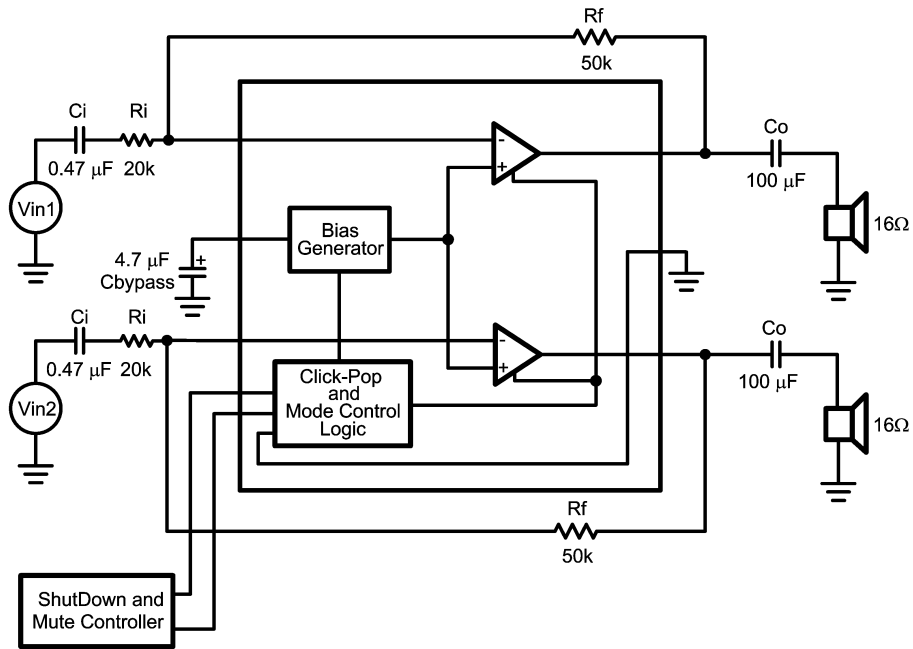 Rf
50k
Ci
Ri
0.47 μF
20k
Vin1
-
+
Co
100 μF
16Ω
Bias
Generator
4.7 μF
+
Cbypass
Ci
Ri
0.47 μF
20k
Vin2
-
+
Co
100 μF
16Ω
Click-Pop
and
Mode Control
Logic
Rf
50k
ShutDown and
Mute Controller